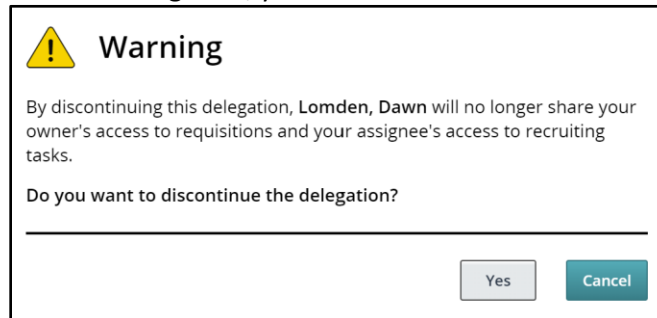 Warning
By discontinuing this delegation, Lomden, Dawn will no longer share your
owner's access to requisitions and your assignee's access to recruiting
tasks.
Do you want to discontinue the delegation?
Yes
Cancel